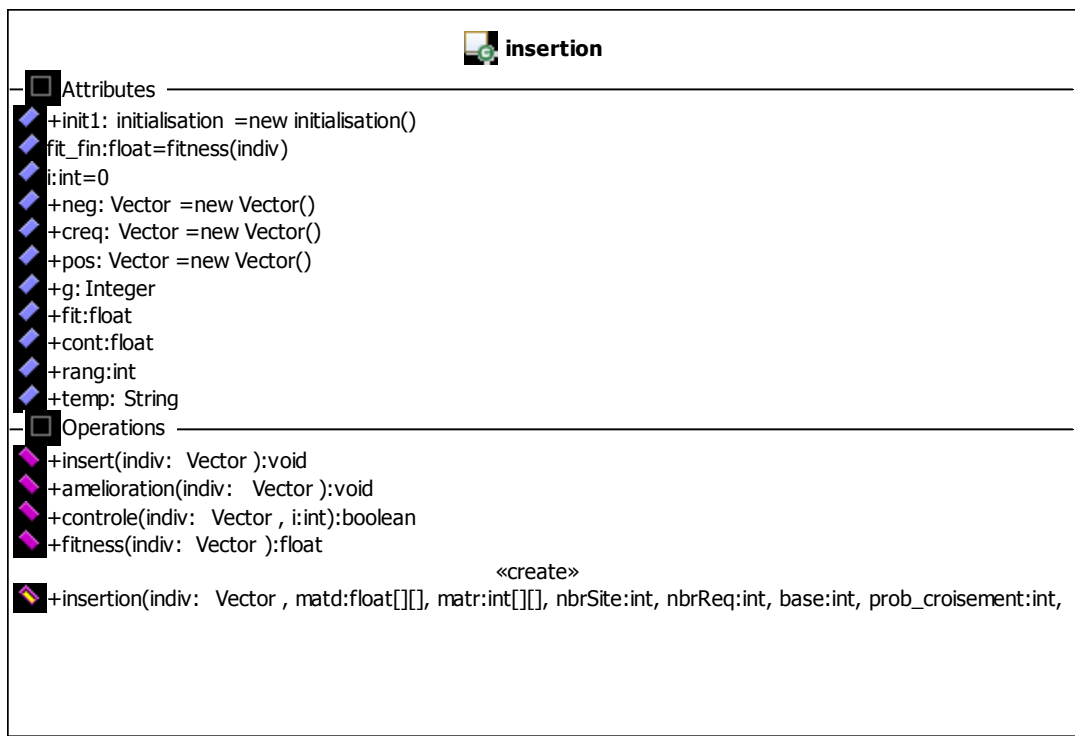 insertion
Attributes
+init1: initialisation =new initialisation()
fit_fin:float=fitness(indiv)
i:int=0
+neg: Vector =new Vector()
+creq: Vector =new Vector()
+pos: Vector =new Vector()
+g: Integer
+fit:float
+cont:float
+rang:int
+temp: String
Operations
+insert(indiv: Vector ):void
+amelioration(indiv: Vector ):void
+controle(indiv: Vector , i:int):boolean
+fitness(indiv: Vector ):float
«create»
+insertion(indiv: Vector , matd:float[][], matr:int[][], nbrSite:int, nbrReq:int, base:int, prob_croisement:int,